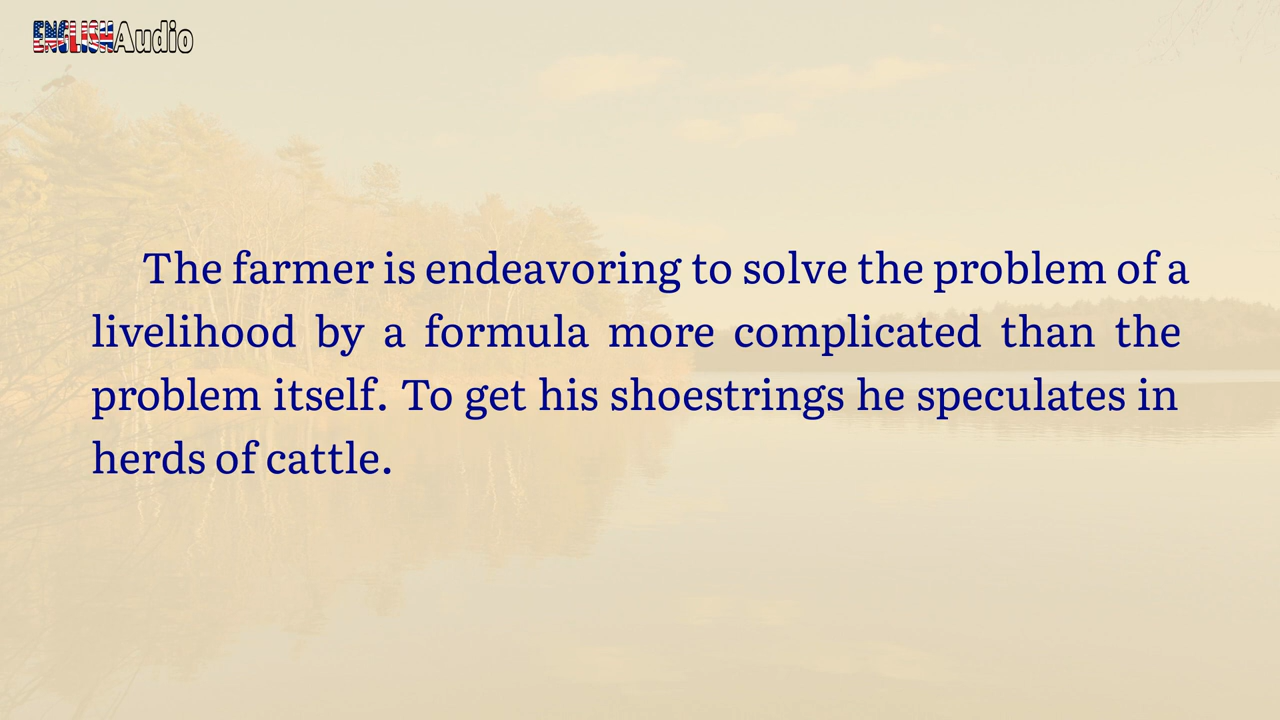 ENGLISHAudio
The farmer is endeavoring to solve the problem of a
livelihood by a formula more complicated than the
problem itself. To get his shoestrings he speculates in
herds of cattle.